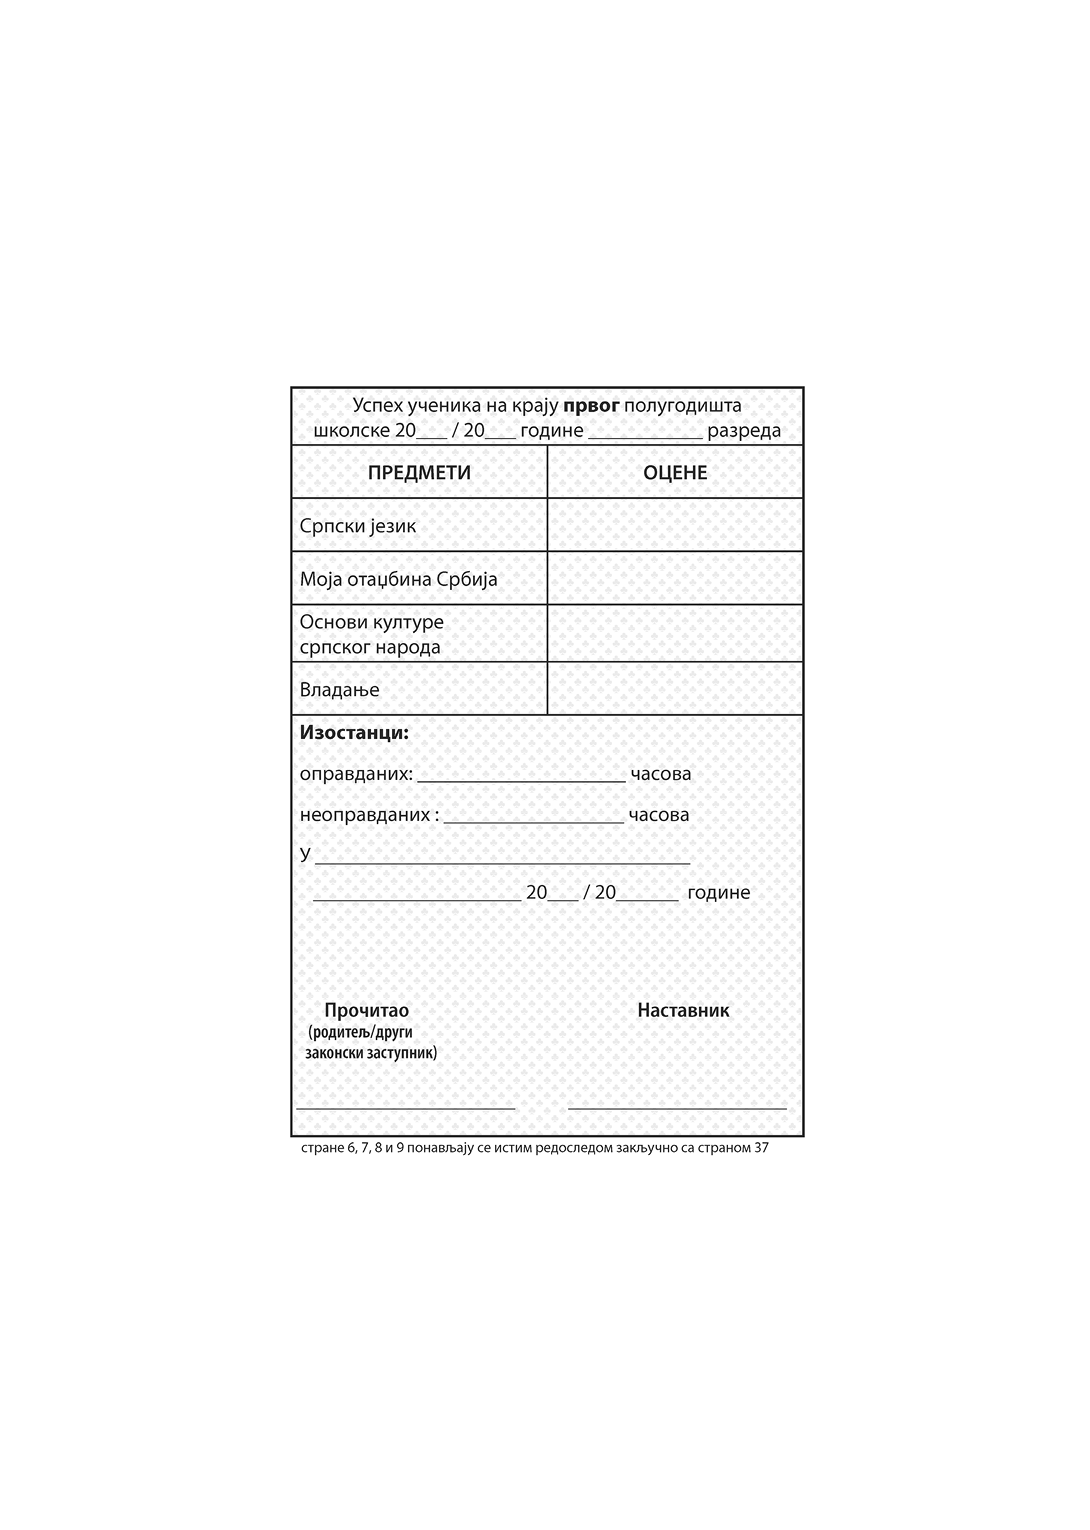 Успех ученика на крају првог полугодишта
школске 20___ / 20___ године ___________ разреда
ПРЕДМЕТИ ОЦЕНЕ
Српски језик
Моја отаџбина Србија
Основи културе
српског народа
Владање
Изостанци:
оправданих: ____________________ часова
неоправданих : _________________ часова
У ____________________________________
____________________ 20___ / 20______ године
Прочитао Наставник
(родитељ/други
законски заступник)
стране 6, 7, 8 и 9 понављају се истим редоследом закључно са страном 37